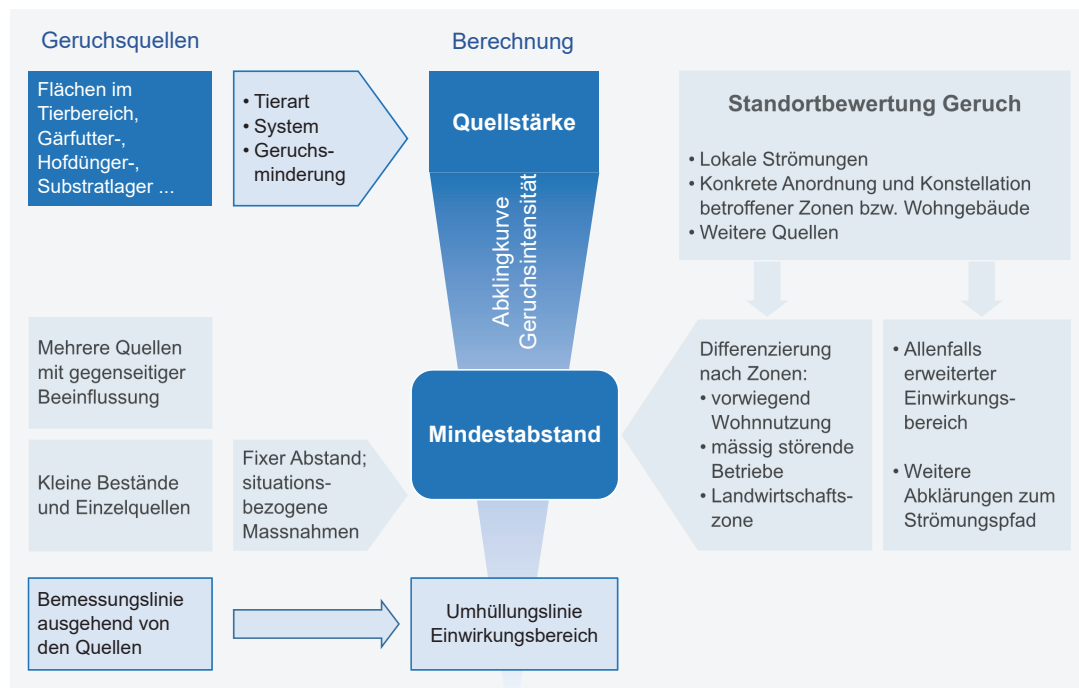 Geruchsquellen
Berechnung
Flächen im
Tierbereich,
Gärfutter-,
Hofdünger-,
Substratlager ...
• Tierart
• System
• Geruchs-
minderung
Quellstärke
Abklingkurve
Geruchsintensität
Standortbewertung Geruch
• Lokale Strömungen
• Konkrete Anordnung und Konstellation
betroffener Zonen bzw. Wohngebäude
• Weitere Quellen
Mehrere Quellen
mit gegenseitiger
Beeinflussung
Kleine Bestände
und Einzelquellen
Fixer Abstand;
situations-
bezogene
Massnahmen
Mindestabstand
Differenzierung
nach Zonen:
• vorwiegend
Wohnnutzung
• mässig störende
Betriebe
• Landwirtschafts-
zone
• Allenfalls
erweiterter
Einwirkungs-
bereich
• Weitere
Abklärungen zum
Strömungspfad
Bemessungslinie
ausgehend von
den Quellen
Umhüllungslinie
Einwirkungsbereich